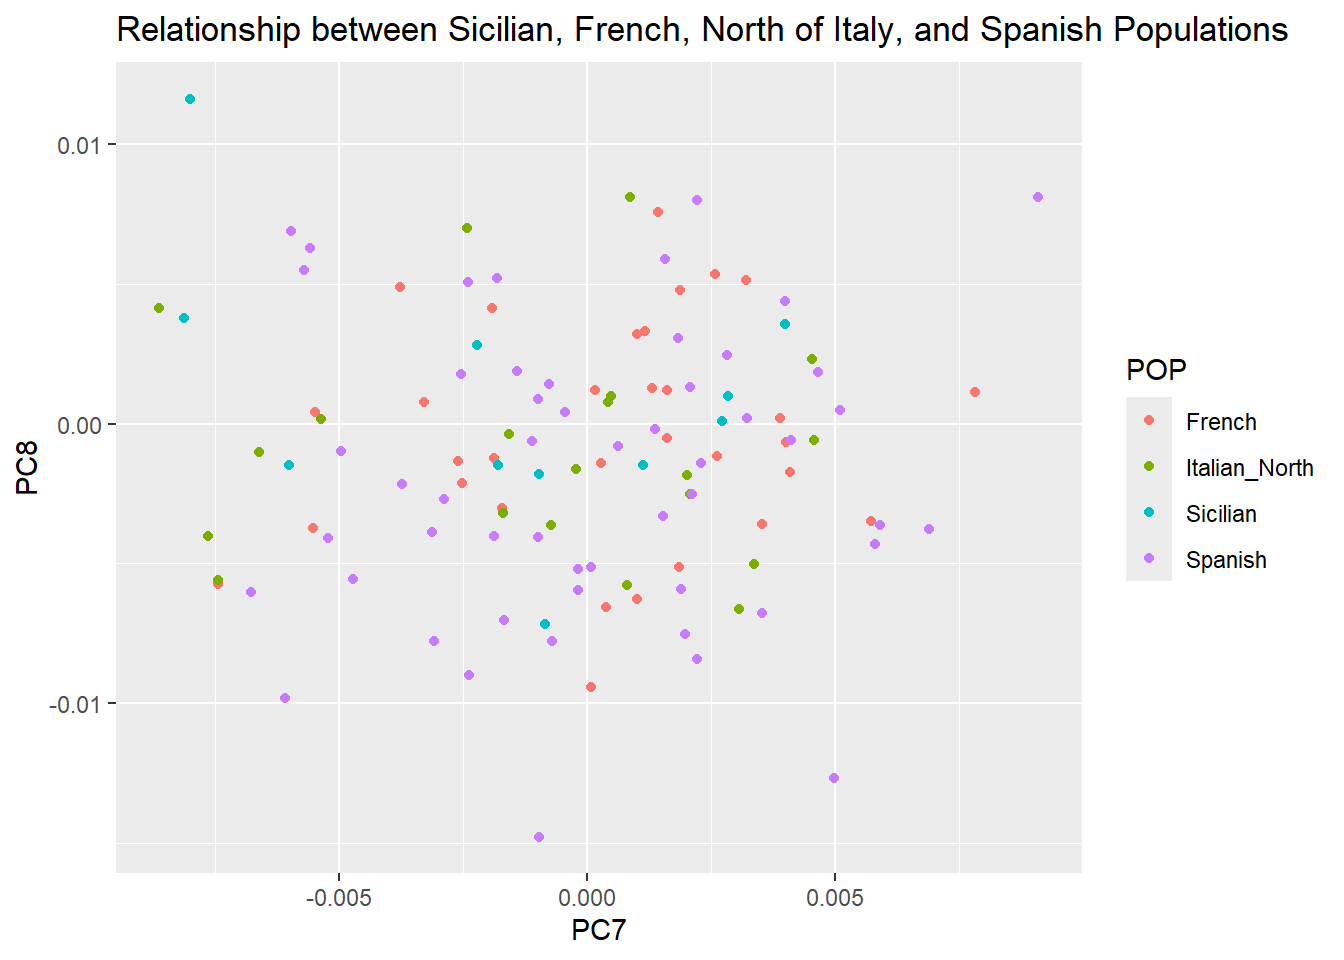 Relationship between Sicilian, French, North of Italy, and Spanish Populations
0.01
0.00
-0.01
PC8
-0.005
0.000
0.005
PC7
POP
French
Italian_North
Sicilian
Spanish